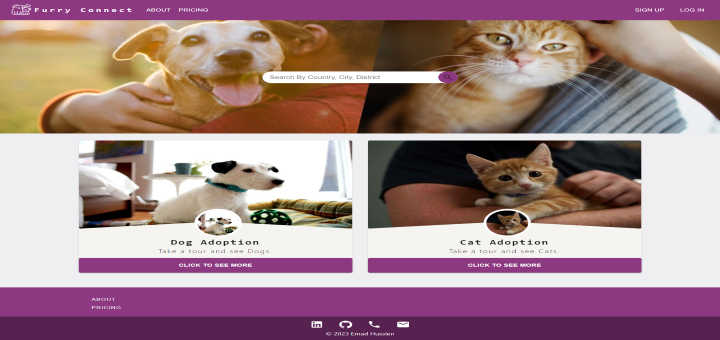 Furry Connect
ABOUT PRICING
SIGN UP LOG IN
Search By Country, City, District
Dog Adoption
Take a tour and see Dogs.
CLICK TO SEE MORE
Cat Adoption
Take a tour and see Cats.
CLICK TO SEE MORE
ABOUT
PRICING
© 2023 Emad Hussien